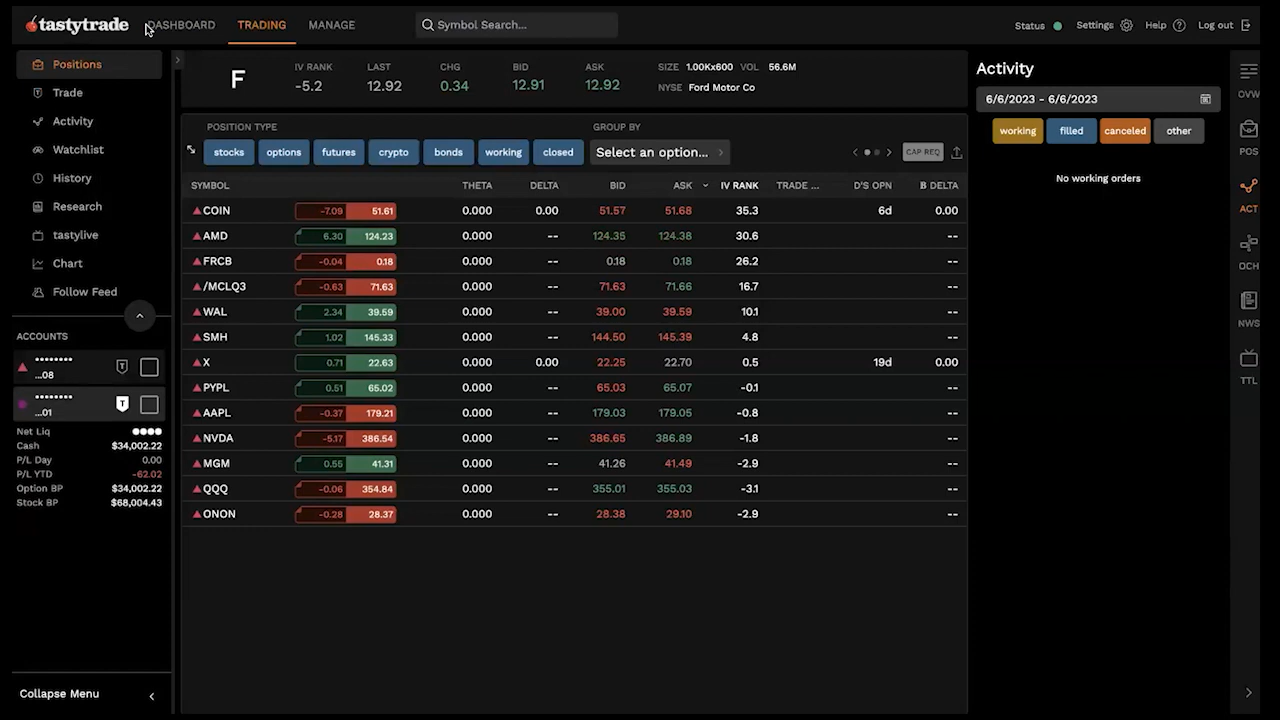 tastytrade DASHBOARD TRADING MANAGE Symbol Search... Status Settings Help ? Log out
Positions
Trade
Activity
Watchlist
History
Research
tastylive
Chart
Follow Feed
ACCOUNTS
•••••••• ...08
•••••••• ...01
Net Liq ●●●●
Cash $34,002.22
P/L Day 0.00
P/L YTD -62.02
Option BP $34,002.22
Stock BP $68,004.43
Collapse Menu
F
IV RANK LAST CHG BID ASK SIZE 1.00Kx600 VOL 56.6M
-5.2 12.92 0.34 12.91 12.92 NYSE Ford Motor Co
POSITION TYPE GROUP BY
stocks options futures crypto bonds working closed Select an option... CAP REQ
SYMBOL THETA DELTA BID ASK IV RANK TRADE ... D'S OPN β DELTA
COIN -7.09 51.61 0.000 0.00 51.57 51.68 35.3 6d 0.00
AMD 6.30 124.23 0.000 -- 124.35 124.38 30.6 --
FRCB -0.04 0.18 0.000 -- 0.18 0.18 26.2 --
/MCLQ3 -0.63 71.63 0.000 -- 71.63 71.66 16.7 --
WAL 2.34 39.59 0.000 -- 39.00 39.59 10.1 --
SMH 1.02 145.33 0.000 -- 144.50 145.39 4.8 --
X 0.71 22.63 0.000 0.00 22.25 22.70 0.5 19d 0.00
PYPL 0.51 65.02 0.000 -- 65.03 65.07 -0.1 --
AAPL -0.37 179.21 0.000 -- 179.03 179.05 -0.8 --
NVDA -5.17 386.54 0.000 -- 386.65 386.89 -1.8 --
MGM 0.55 41.31 0.000 -- 41.26 41.49 -2.9 --
QQQ -0.06 354.84 0.000 -- 355.01 355.03 -3.1 --
ONON -0.28 28.37 0.000 -- 28.38 29.10 -2.9 --
Activity
6/6/2023 - 6/6/2023
working filled canceled other
No working orders
OVW
POS
ACT
OCH
NWS
TTL